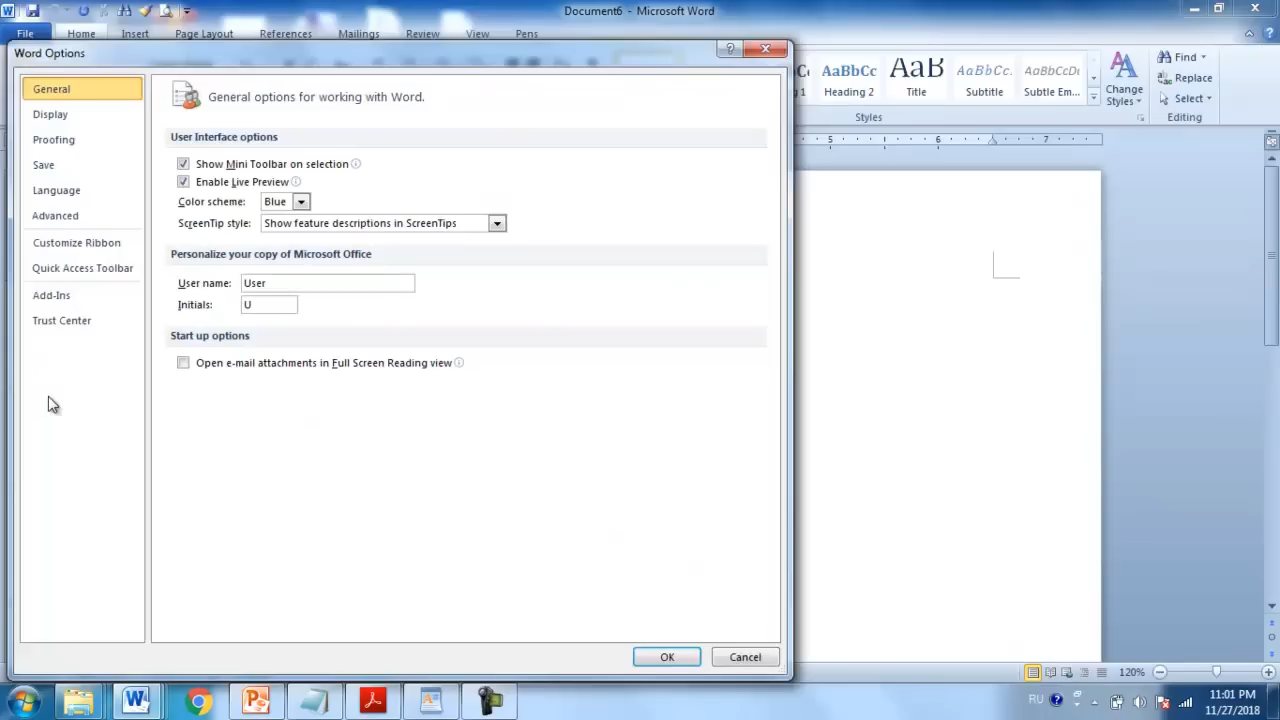 Document6 - Microsoft Word
File Home Insert Page Layout References Mailings Review View Pens
Word Options
General
Display
Proofing
Save
Language
Advanced
Customize Ribbon
Quick Access Toolbar
Add-Ins
Trust Center
General options for working with Word.
User Interface options
Show Mini Toolbar on selection
Enable Live Preview
Color scheme: Blue
ScreenTip style: Show feature descriptions in ScreenTips
Personalize your copy of Microsoft Office
User name: User
Initials: U
Start up options
Open e-mail attachments in Full Screen Reading view
OK Cancel
AaBbCc AaB AaBbCc. AaBbCcDı
Heading 2 Title Subtitle Subtle Em...
Change
Styles
Find
Replace
Select
Styles Editing
5 6 7
120%
RU
11:01 PM
11/27/2018